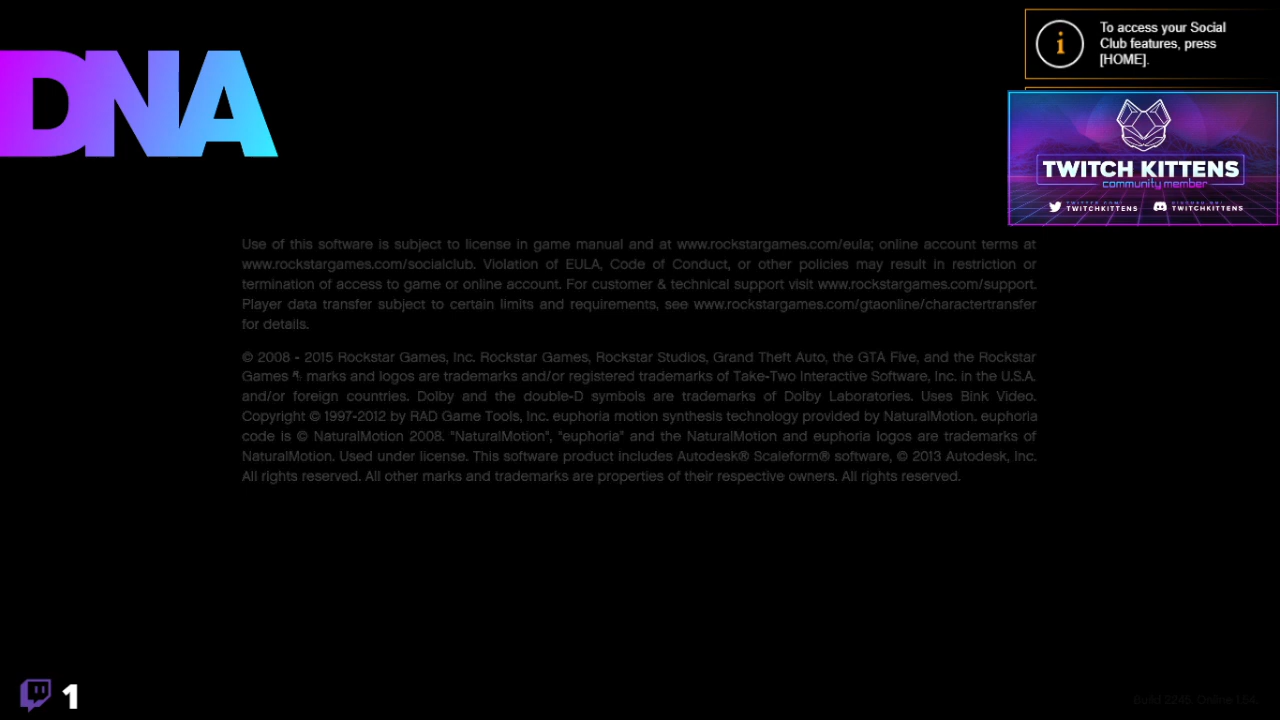 DNA
To access your Social
Club features, press
[HOME].
TWITCH KITTENS
community member
TWITCHKITTENS
TWITCHKITTENS
Use of this software is subject to license in game manual and at www.rockstargames.com/eula; online account terms at
www.rockstargames.com/socialclub. Violation of EULA, Code of Conduct, or other policies may result in restriction or
termination of access to game or online account. For customer & technical support visit www.rockstargames.com/support.
Player data transfer subject to certain limits and requirements, see www.rockstargames.com/gtaonline/charactertransfer
for details.
© 2008 - 2015 Rockstar Games, Inc. Rockstar Games, Rockstar Studios, Grand Theft Auto, the GTA Five, and the Rockstar
Games R* marks and logos are trademarks and/or registered trademarks of Take-Two Interactive Software, Inc. in the U.S.A.
and/or foreign countries. Dolby and the double-D symbols are trademarks of Dolby Laboratories. Uses Bink Video.
Copyright © 1997-2012 by RAD Game Tools, Inc. euphoria motion synthesis technology provided by NaturalMotion. euphoria
code is © NaturalMotion 2008. "NaturalMotion", "euphoria" and the NaturalMotion and euphoria logos are trademarks of
NaturalMotion. Used under license. This software product includes Autodesk® Scaleform® software, © 2013 Autodesk, Inc.
All rights reserved. All other marks and trademarks are properties of their respective owners. All rights reserved.
1
Build 2245, Online 1.54,